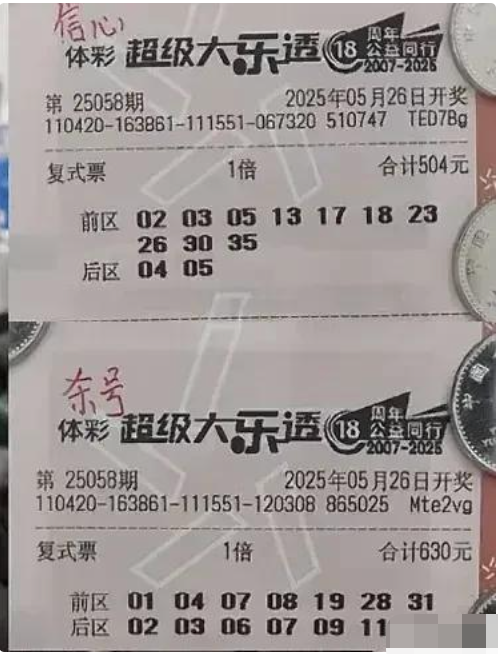 信心
体彩 超级大乐透 18 周年 公益同行 2007-2025
第 25058期 2025年05月26日开奖
110420-163861-111551-067320 510747 TED7Bg
复式票 1倍 合计504元
前区 02 03 05 13 17 18 23
26 30 35
后区 04 05
杀号
体彩 超级大乐透 18 周年 公益同行 2007-2025
第 25058期 2025年05月26日开奖
110420-163861-111551-120308 865025 Mte2vg
复式票 1倍 合计630元
前区 01 04 07 08 19 28 31
后区 02 03 06 07 09 11